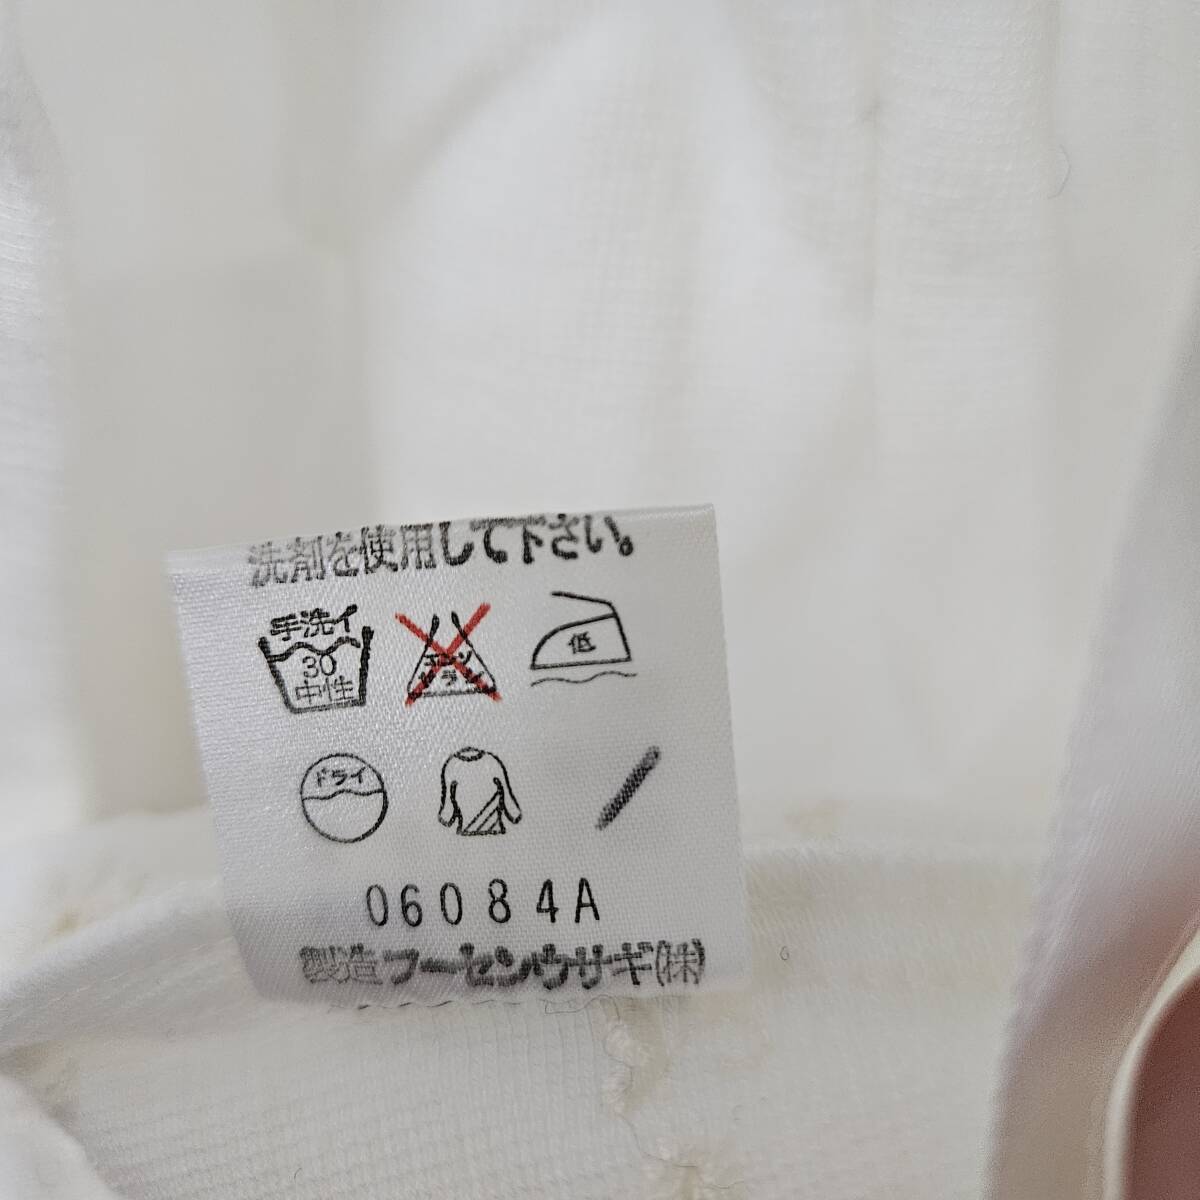 洗剤を使用して下さい。
手洗イ
30
中性
エンソ
サラシ
低
ドライ
06084A
製造フーセンウサギ(株)